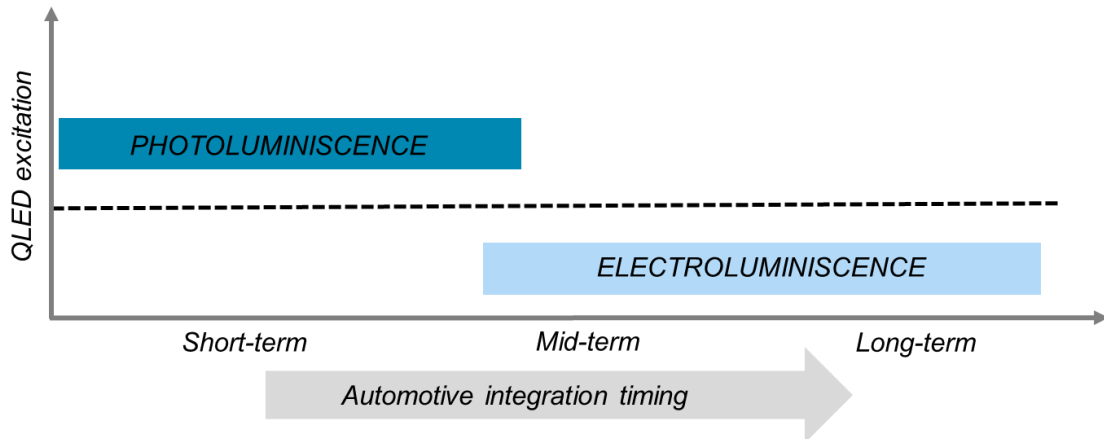 QLED excitation
PHOTOLUMINISCENCE
ELECTROLUMINISCENCE
Short-term
Mid-term
Long-term
Automotive integration timing